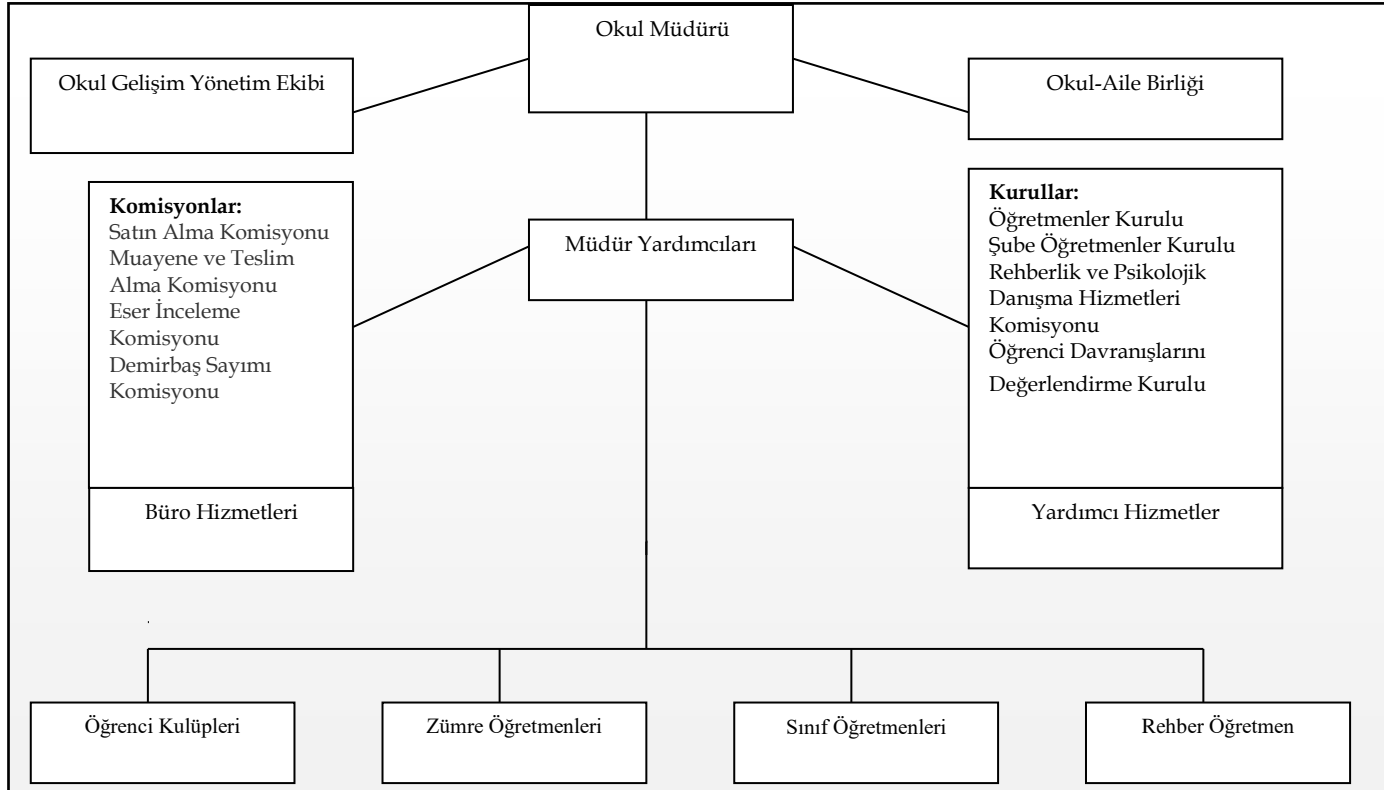 Okul Müdürü
Okul Gelişim Yönetim Ekibi
Okul-Aile Birliği
Komisyonlar:
Satın Alma Komisyonu
Muayene ve Teslim
Alma Komisyonu
Eser İnceleme
Komisyonu
Demirbaş Sayımı
Komisyonu
Müdür Yardımcıları
Kurullar:
Öğretmenler Kurulu
Şube Öğretmenler Kurulu
Rehberlik ve Psikolojik
Danışma Hizmetleri
Komisyonu
Öğrenci Davranışlarını
Değerlendirme Kurulu
Büro Hizmetleri
Yardımcı Hizmetler
Öğrenci Kulüpleri
Zümre Öğretmenleri
Sınıf Öğretmenleri
Rehber Öğretmen